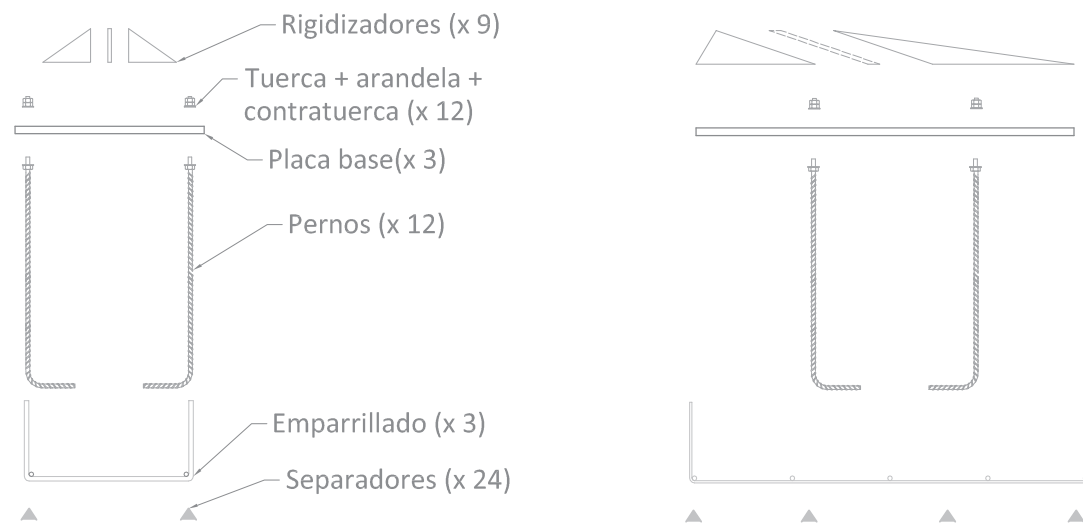 Rigidizadores (x 9)
Tuerca + arandela +
contratuerca (x 12)
Placa base(x 3)
Pernos (x 12)
Emparrillado (x 3)
Separadores (x 24)